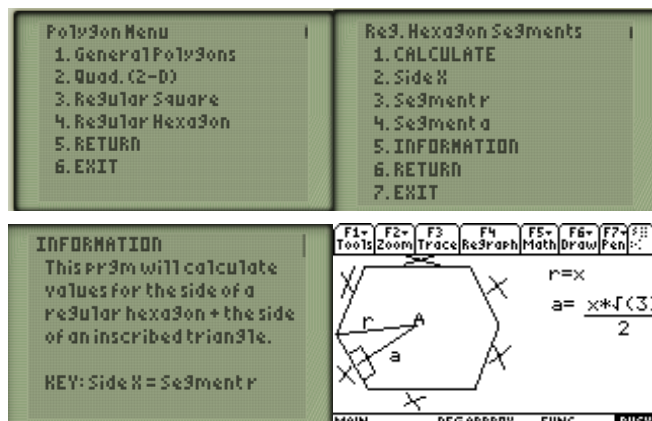 Polygon Menu
1. General Polygons
2. Quad. (2-D)
3. Regular Square
4. Regular Hexagon
5. RETURN
6. EXIT
Reg. Hexagon Segments
1. CALCULATE
2. Side X
3. Segment r
4. Segment a
5. INFORMATION
6. RETURN
7. EXIT
INFORMATION
This prgm will calculate
values for the side of a
regular hexagon + the side
of an inscribed triangle.
KEY: Side X = Segment r
F1 F2 F3 F4 F5 F6 F7
Tools Zoom Trace ReGraph Math Draw Pen
X
X
X
r=x
r
A
a= x*√(3)
2
a
X
X
X
MAIN DEG APPROX FUNC